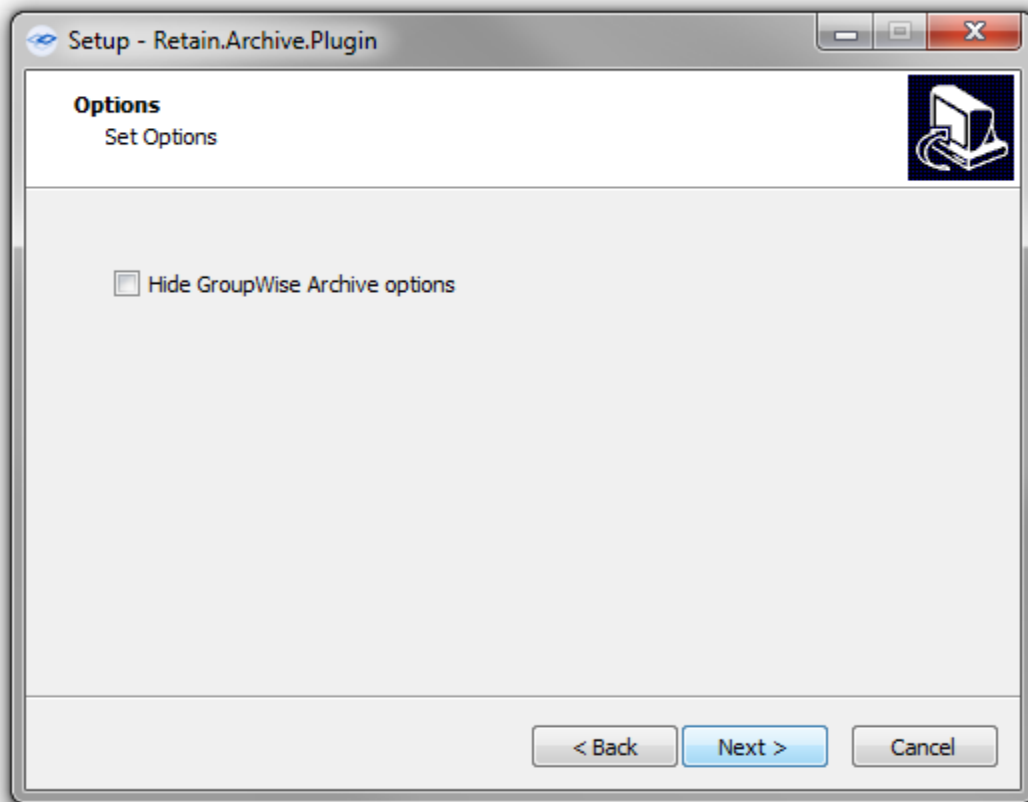 Setup - Retain.Archive.Plugin
Options
Set Options
Hide GroupWise Archive options
< Back Next > Cancel